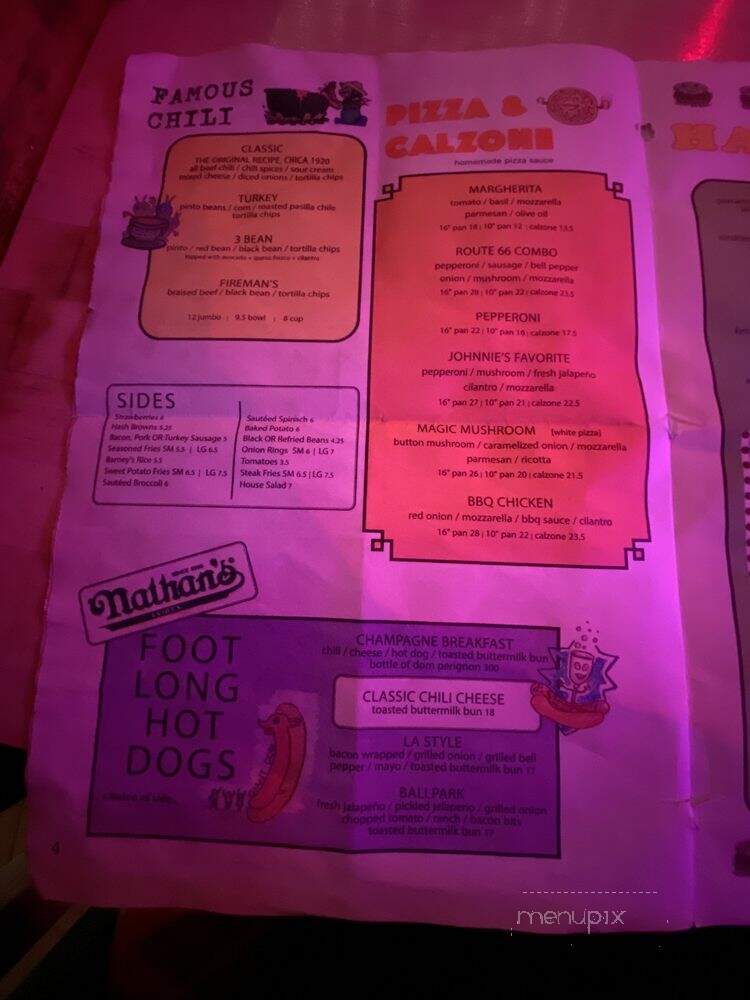 FAMOUS
CHILI
CLASSIC
THE ORIGINAL RECIPE, CIRCA 1920
all beef chili / chili spices / sour cream
mixed cheese / diced onions / tortilla chips
TURKEY
pinto beans / corn / roasted pasilla chile
tortilla chips
3 BEAN
pinto / red bean / black bean / tortilla chips
topped with avocado + queso fresco + cilantro
FIREMAN'S
braised beef / black bean / tortilla chips
12 jumbo | 9.5 bowl | 8 cup
SIDES
Strawberries 6
Hash Browns 5.25
Bacon, Pork OR Turkey Sausage 5
Seasoned Fries SM 5.5 | LG 6.5
Barney's Rice 5.5
Sweet Potato Fries SM 6.5 | LG 7.5
Sautéed Broccoli 6
Sautéed Spinach 6
Baked Potato 6
Black OR Refried Beans 4.25
Onion Rings SM 6 | LG 7
Tomatoes 3.5
Steak Fries SM 6.5 | LG 7.5
House Salad 7
PIZZA &
CALZONI
homemade pizza sauce
MARGHERITA
tomato / basil / mozzarella
parmesan / olive oil
16" pan 18 | 10" pan 12 | calzone 13.5
ROUTE 66 COMBO
pepperoni / sausage / bell pepper
onion / mushroom / mozzarella
16" pan 28 | 10" pan 22 | calzone 23.5
PEPPERONI
16" pan 22 | 10" pan 16 | calzone 17.5
JOHNNIE'S FAVORITE
pepperoni / mushroom / fresh jalapeño
cilantro / mozzarella
16" pan 27 | 10" pan 21 | calzone 22.5
MAGIC MUSHROOM [white pizza]
button mushroom / caramelized onion / mozzarella
parmesan / ricotta
16" pan 26 | 10" pan 20 | calzone 21.5
BBQ CHICKEN
red onion / mozzarella / bbq sauce / cilantro
16" pan 28 | 10" pan 22 | calzone 23.5
HA
Nathan's
FAMOUS
FOOT
LONG
HOT
DOGS
choice of side
CHAMPAGNE BREAKFAST
chili / cheese / hot dog / toasted buttermilk bun
bottle of dom perignon 300
CLASSIC CHILI CHEESE
toasted buttermilk bun 18
LA STYLE
bacon wrapped / grilled onion / grilled bell
pepper / mayo / toasted buttermilk bun 17
BALLPARK
fresh jalapeño / pickled jalapeno / grilled onion
chopped tomato / ranch / bacon bits
toasted buttermilk bun 17
4
menupix